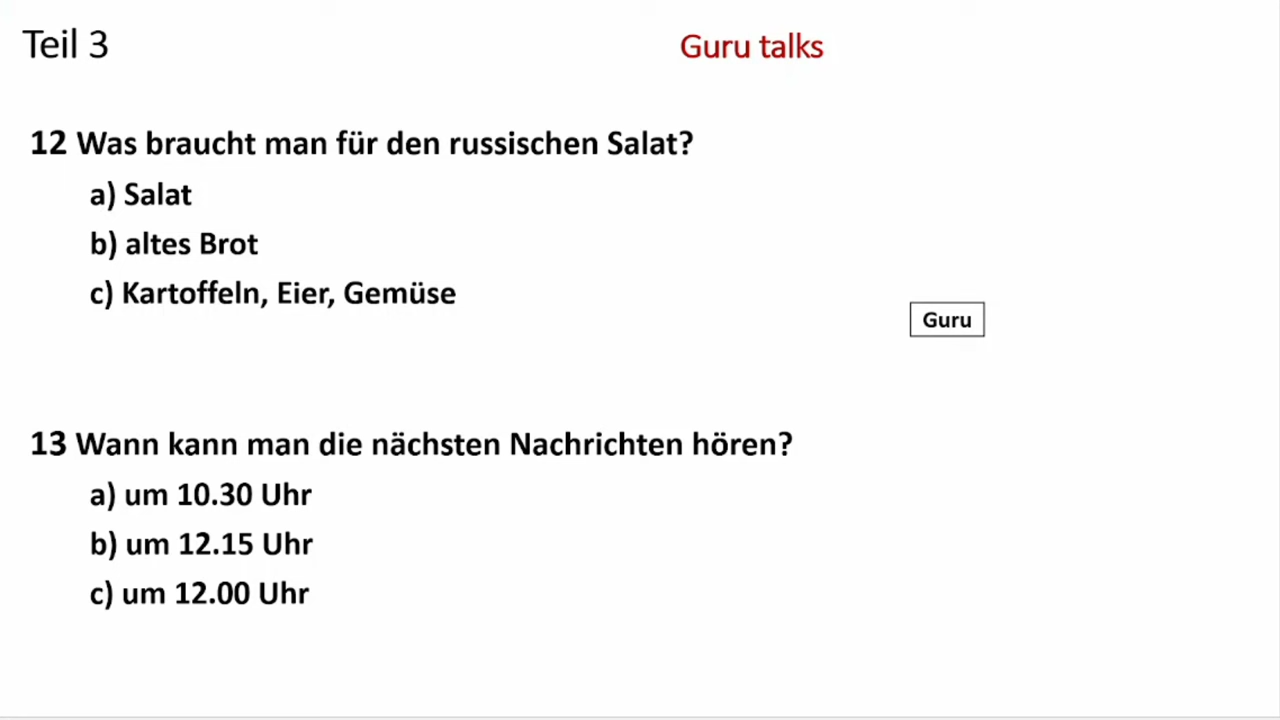 Teil 3
Guru talks
12 Was braucht man für den russischen Salat?
a) Salat
b) altes Brot
c) Kartoffeln, Eier, Gemüse
Guru
13 Wann kann man die nächsten Nachrichten hören?
a) um 10.30 Uhr
b) um 12.15 Uhr
c) um 12.00 Uhr